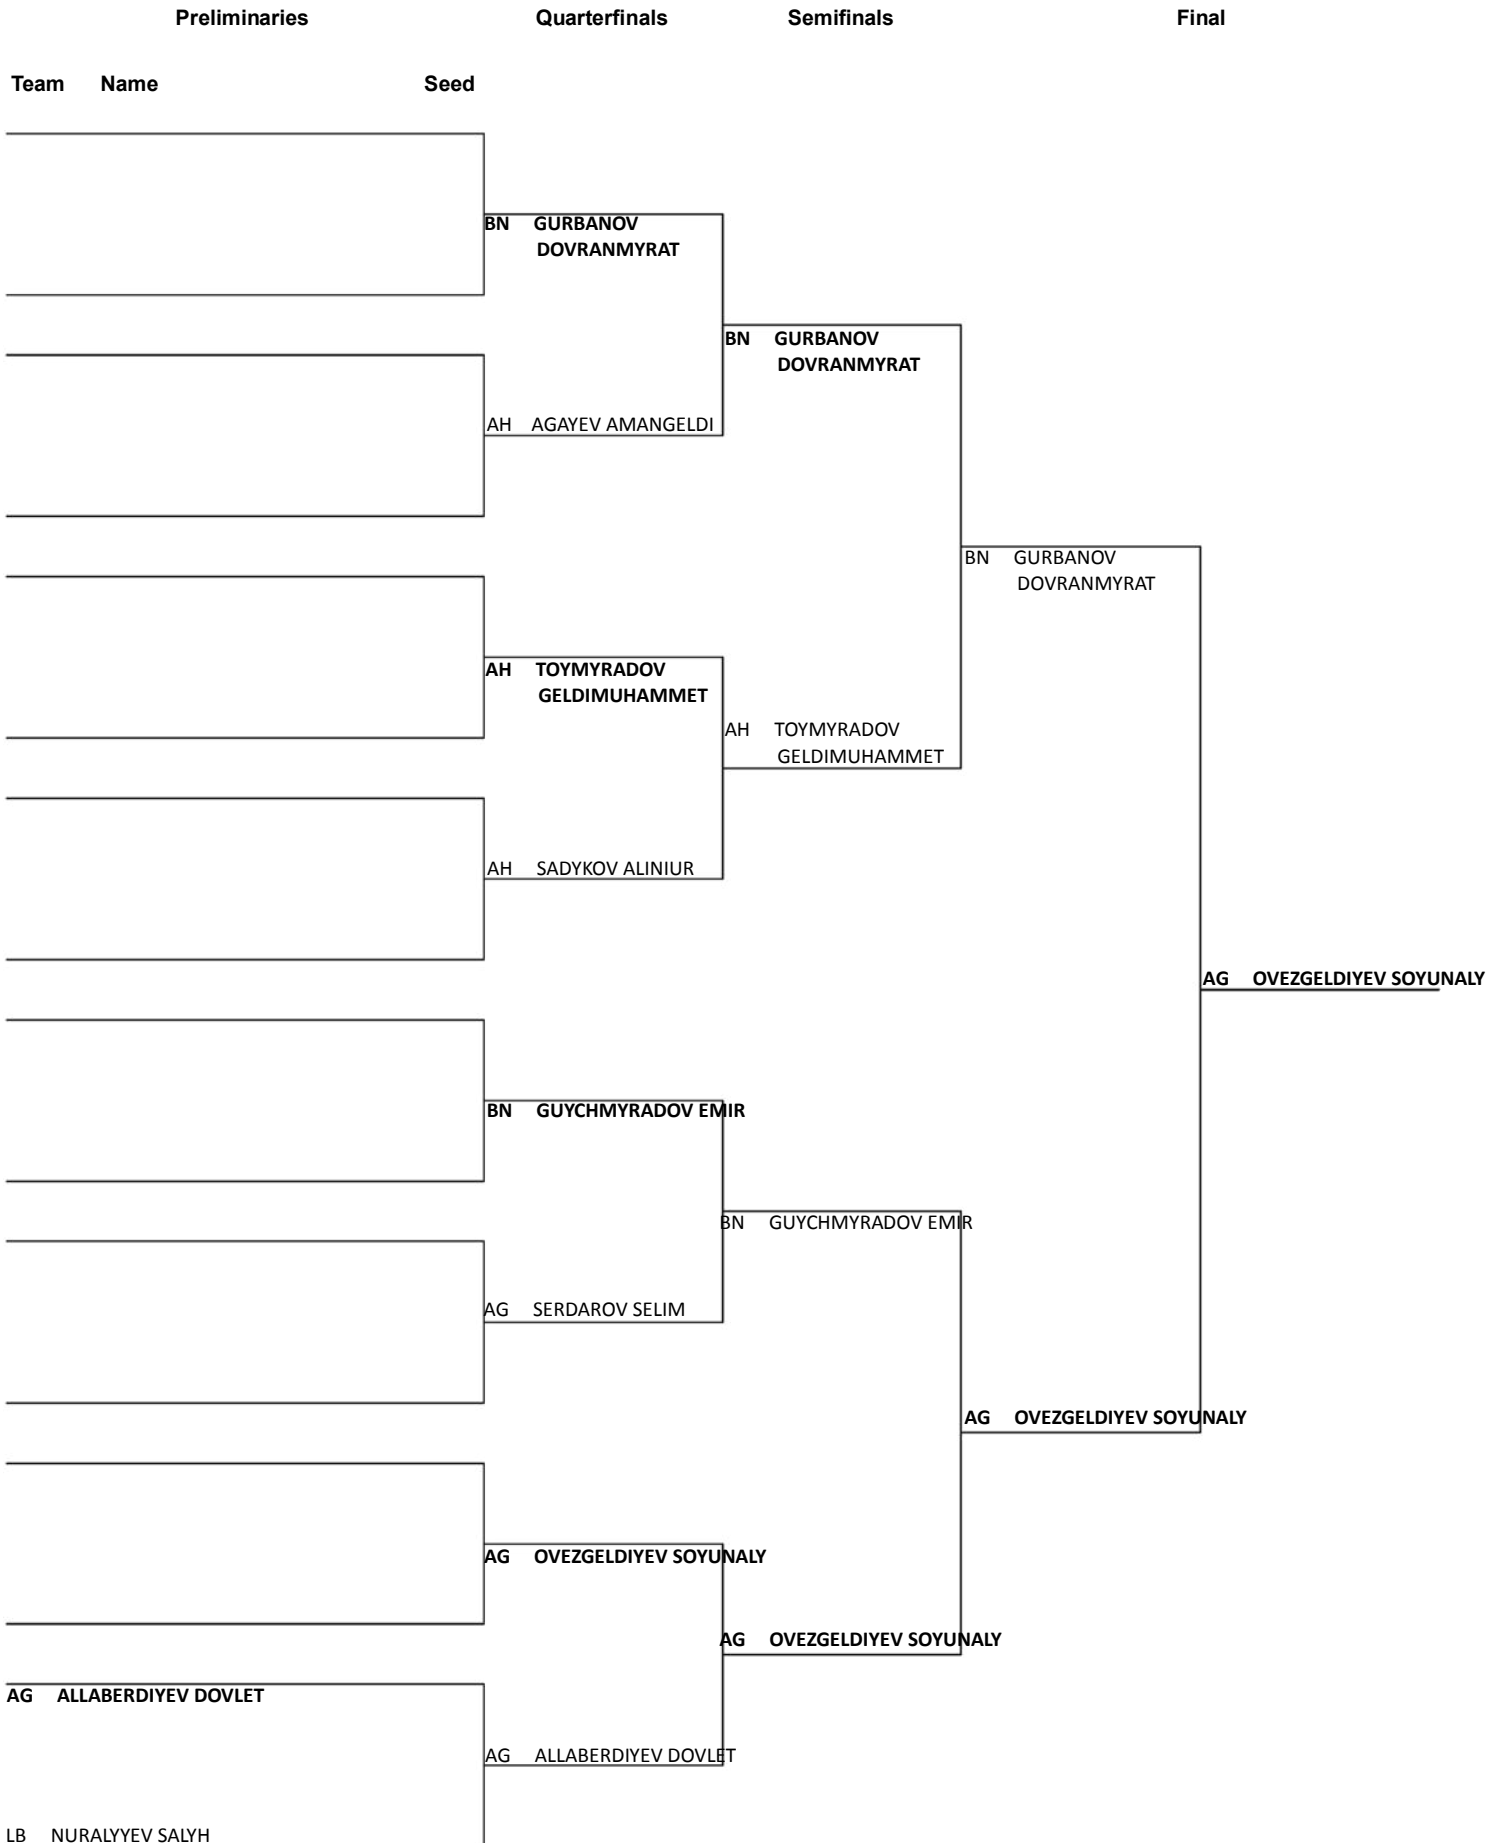 Preliminaries Quarterfinals Semifinals Final
Team Name Seed
BN GURBANOV
DOVRANMYRAT
BN GURBANOV
DOVRANMYRAT
AH AGAYEV AMANGELDI
BN GURBANOV
DOVRANMYRAT
AH TOYMYRADOV
GELDIMUHAMMET
AH TOYMYRADOV
GELDIMUHAMMET
AH SADYKOV ALINIUR
AG OVEZGELDIYEV SOYUNALY
BN GUYCHMYRADOV EMIR
BN GUYCHMYRADOV EMIR
AG SERDAROV SELIM
AG OVEZGELDIYEV SOYUNALY
AG OVEZGELDIYEV SOYUNALY
AG OVEZGELDIYEV SOYUNALY
AG ALLABERDIYEV DOVLET
AG ALLABERDIYEV DOVLET
LB NURALYYEV SALYH